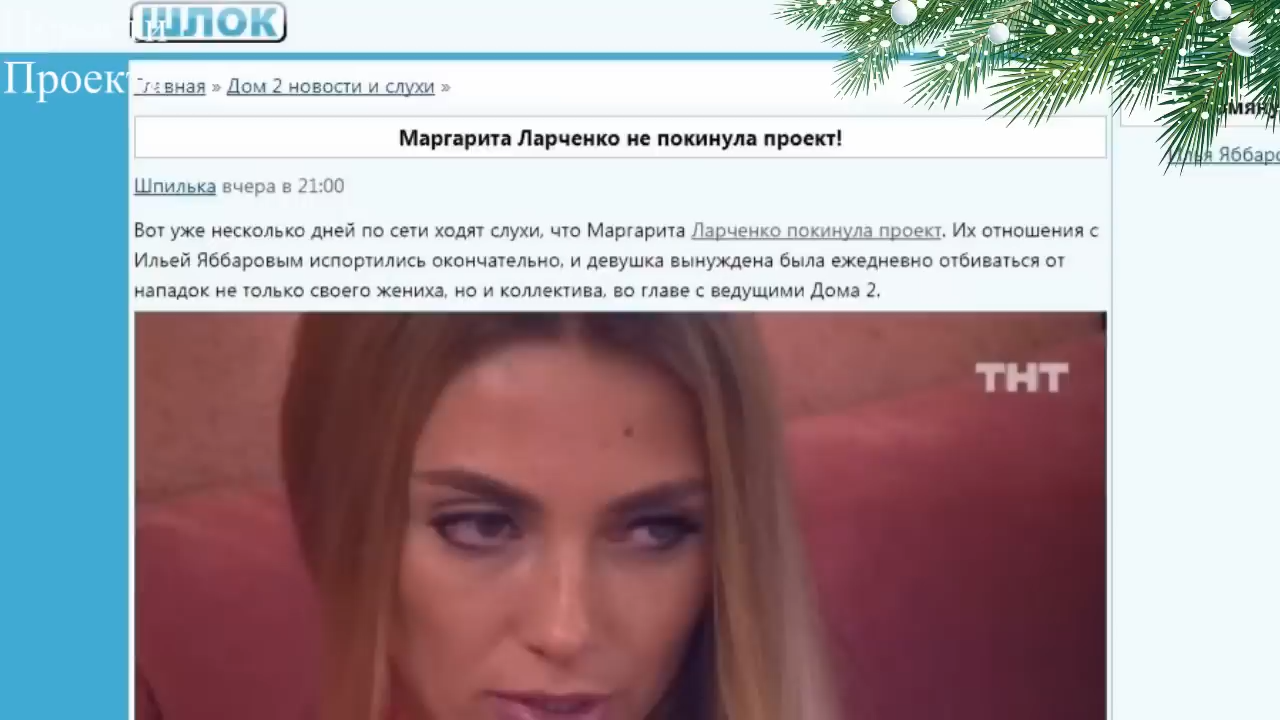 ШЛОК
Проект
Главная » Дом 2 новости и слухи »
Маргарита Ларченко не покинула проект!
Илья Яббаро
Шпилька вчера в 21:00
Вот уже несколько дней по сети ходят слухи, что Маргарита Ларченко покинула проект. Их отношения с
Ильей Яббаровым испортились окончательно, и девушка вынуждена была ежедневно отбиваться от
нападок не только своего жениха, но и коллектива, во главе с ведущими Дома 2.
ТНТ